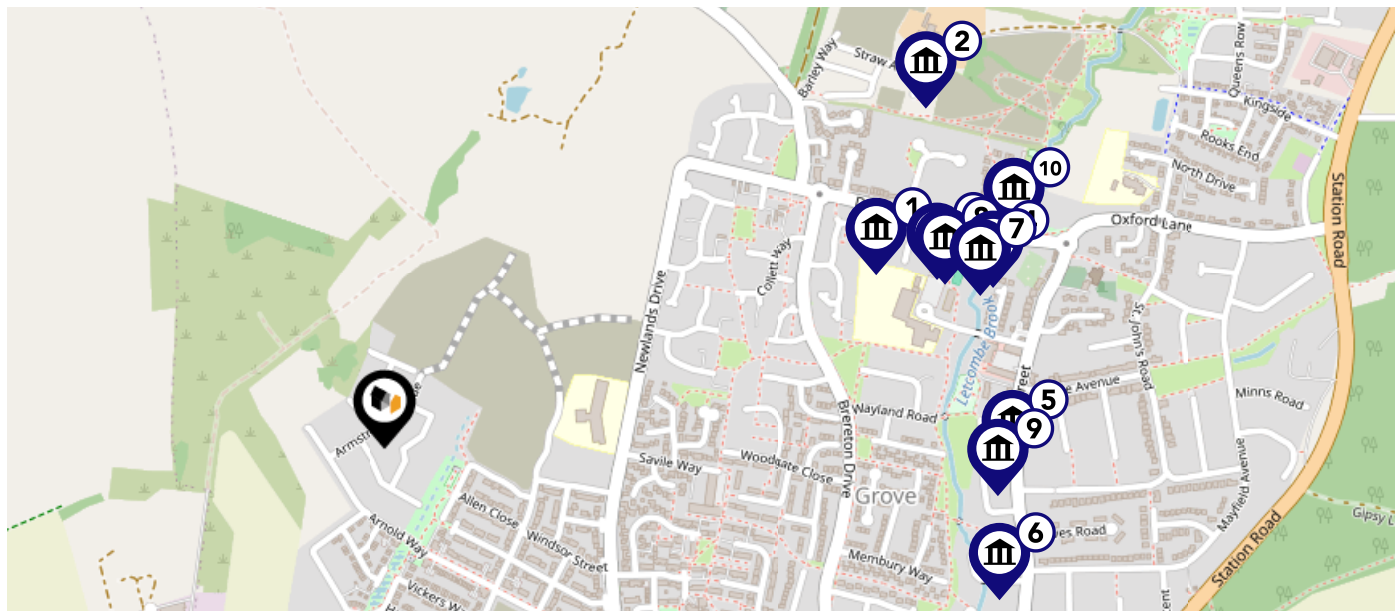 2
Barley Way
Straw
Queens Row
Kingside
Rooks End
10
North Drive
Station Road
1
7
Oxford Lane
Collett Way
Newlands Drive
Letcombe Brook
St. John's Road
Avenue
5
Minns Road
Wayland Road
9
Brereton Drive
Savile Way
Woodgate Close
Mayfield Avenue
Grove
Allen Close
Arnold Way
Windsor Street
6
Membury Way
Station Road
Vickers